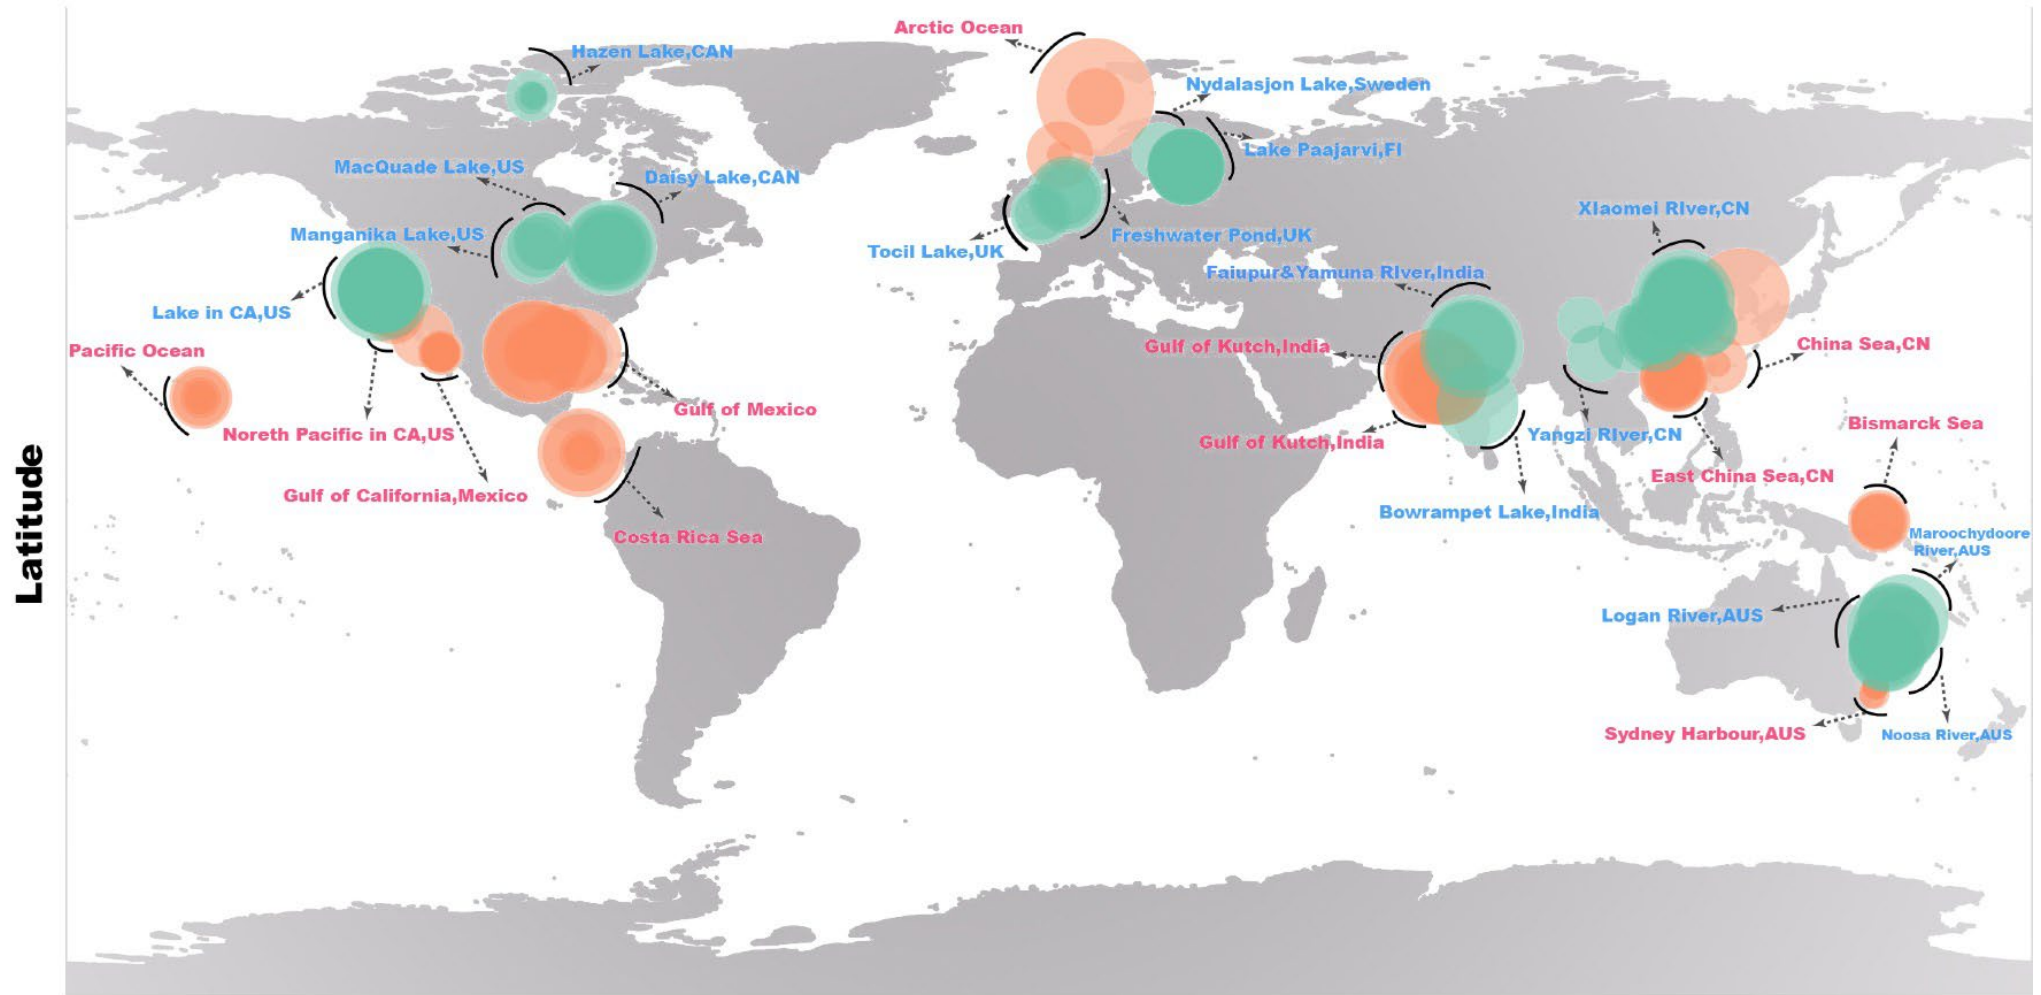 Arctic Ocean
Hazen Lake,CAN
Nydalasjon Lake,Sweden
Lake Paajarvi,FI
MacQuade Lake,US
Daisy Lake,CAN
XIaomei RIver,CN
Manganika Lake,US
Freshwater Pond,UK
Tocil Lake,UK
Faiupur&Yamuna RIver,India
Lake in CA,US
Pacific Ocean
Gulf of Kutch,India
China Sea,CN
Gulf of Mexico
Noreth Pacific in CA,US
Gulf of Kutch,India
Yangzi RIver,CN
Bismarck Sea
Gulf of California,Mexico
East China Sea,CN
Bowrampet Lake,India
Costa Rica Sea
Maroochydoore
River,AUS
Logan River,AUS
Sydney Harbour,AUS
Noosa River,AUS
Latitude